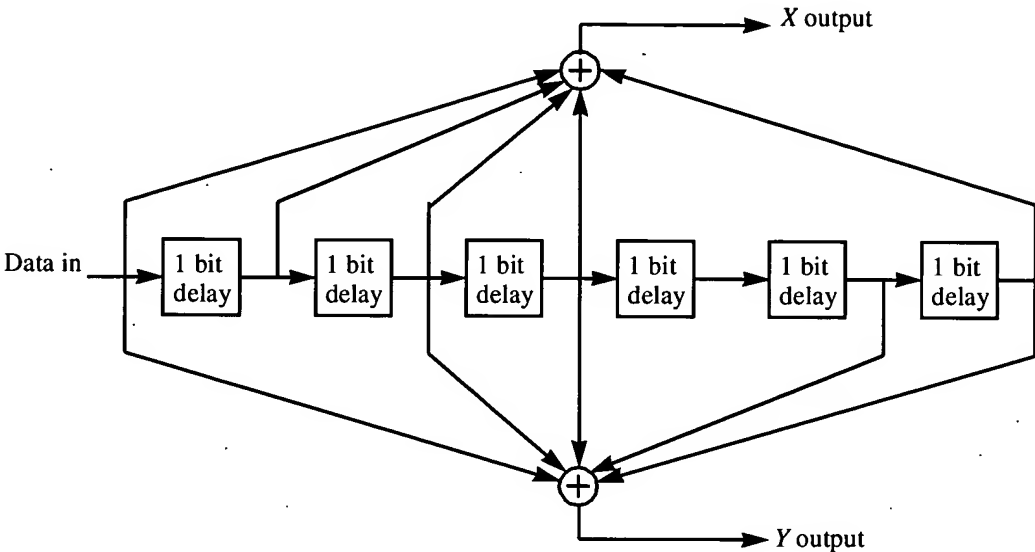 X output
Data in
1 bit
delay
1 bit
delay
1 bit
delay
1 bit
delay
1 bit
delay
1 bit
delay
Y output